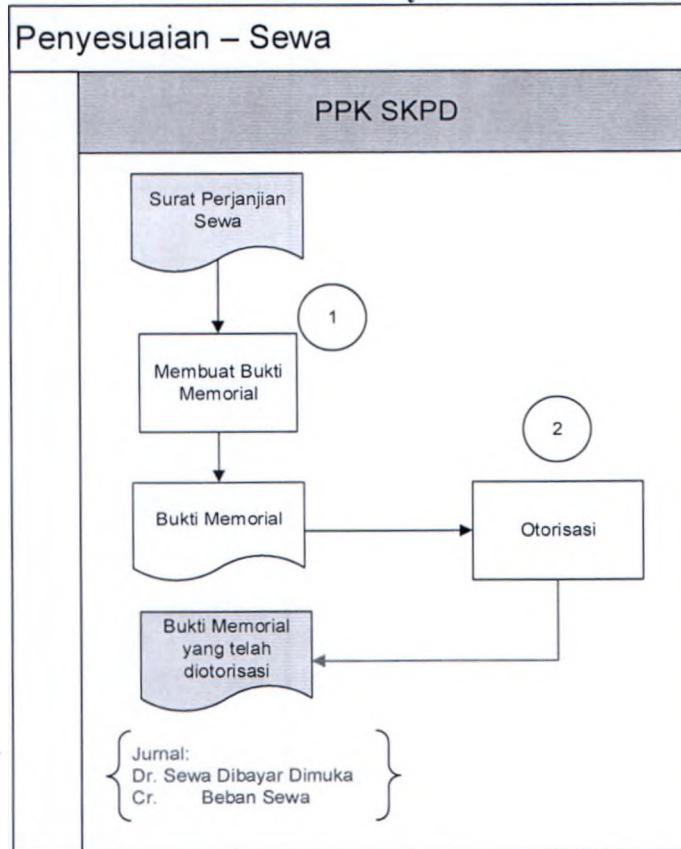 Penyesuaian – Sewa
PPK SKPD
Surat Perjanjian
Sewa
1
Membuat Bukti
Memorial
2
Bukti Memorial
Otorisasi
Bukti Memorial
yang telah
diotorisasi
Jurnal:
Dr. Sewa Dibayar Dimuka
Cr. Beban Sewa